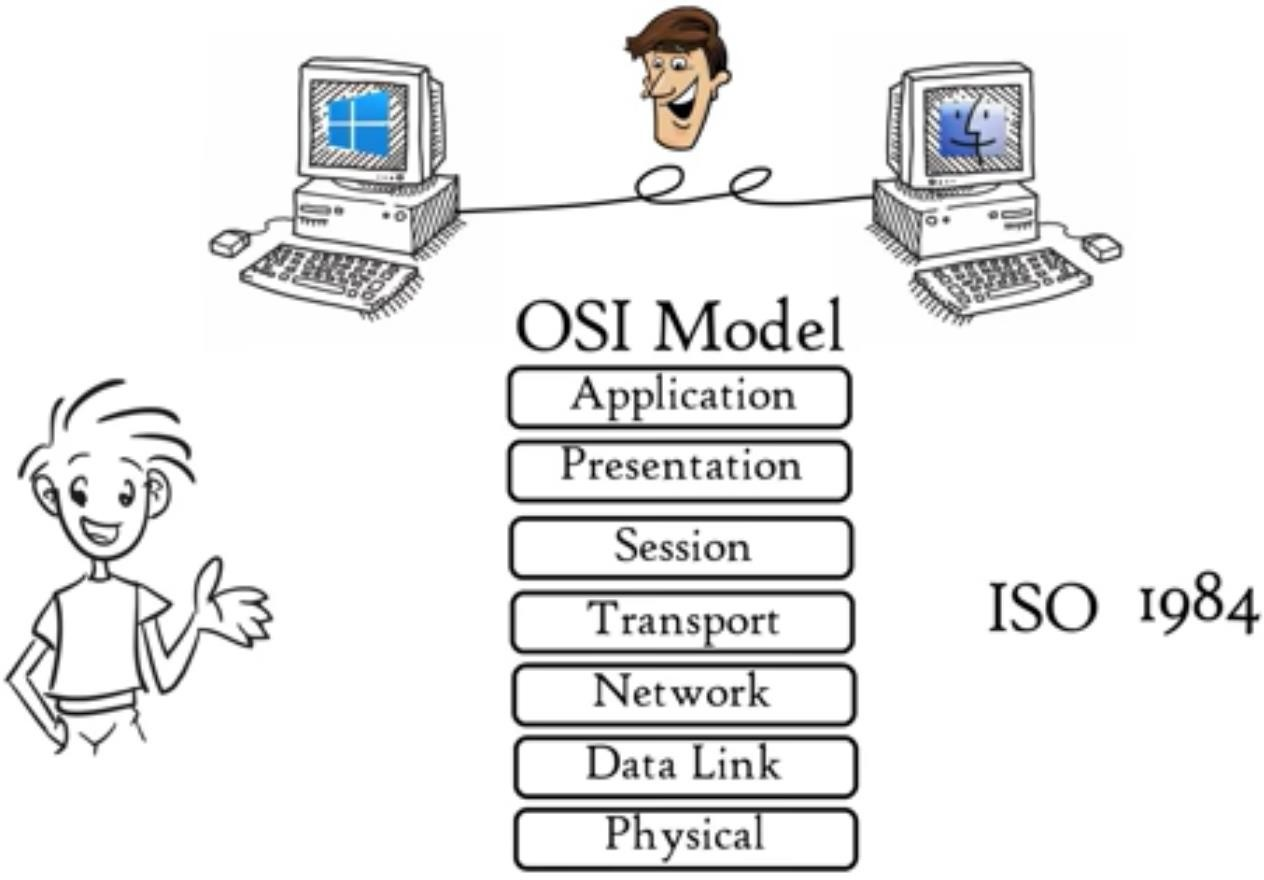 OSI Model
Application
Presentation
Session
Transport
Network
Data Link
Physical
ISO 1984